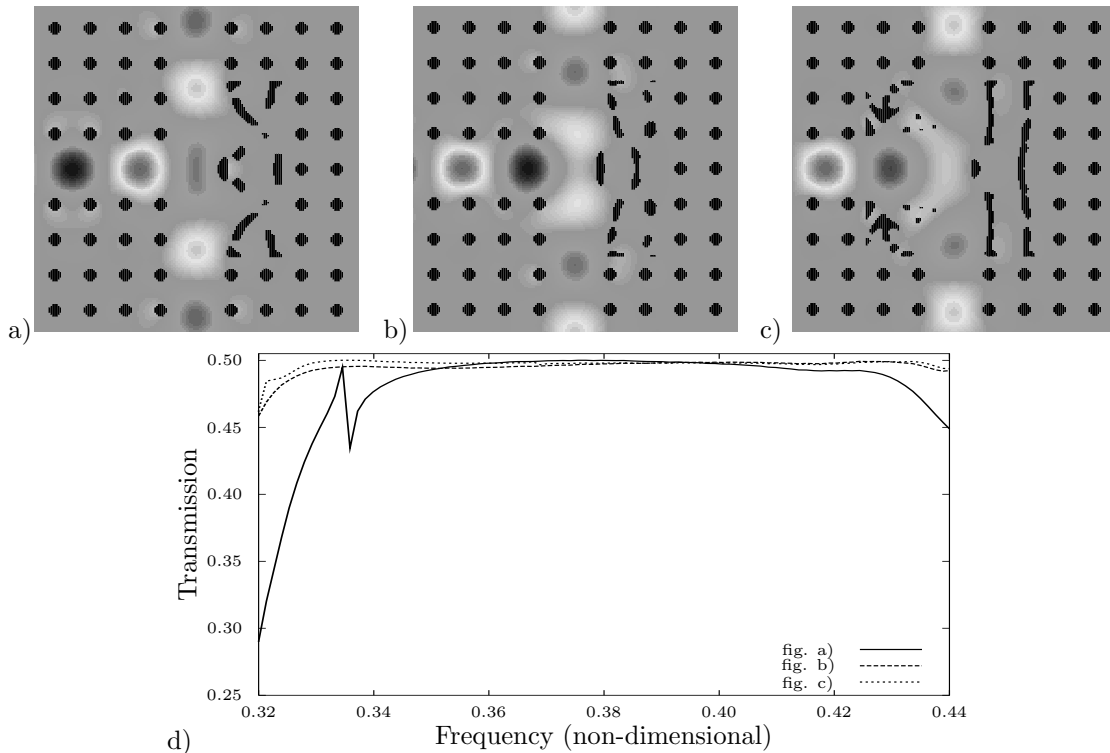 a)
b)
c)
0.50
0.45
0.40
0.35
0.30
0.25
Transmission
fig. a)
fig. b)
fig. c)
0.32
0.34
0.36
0.38
0.40
0.42
0.44
Frequency (non-dimensional)
d)